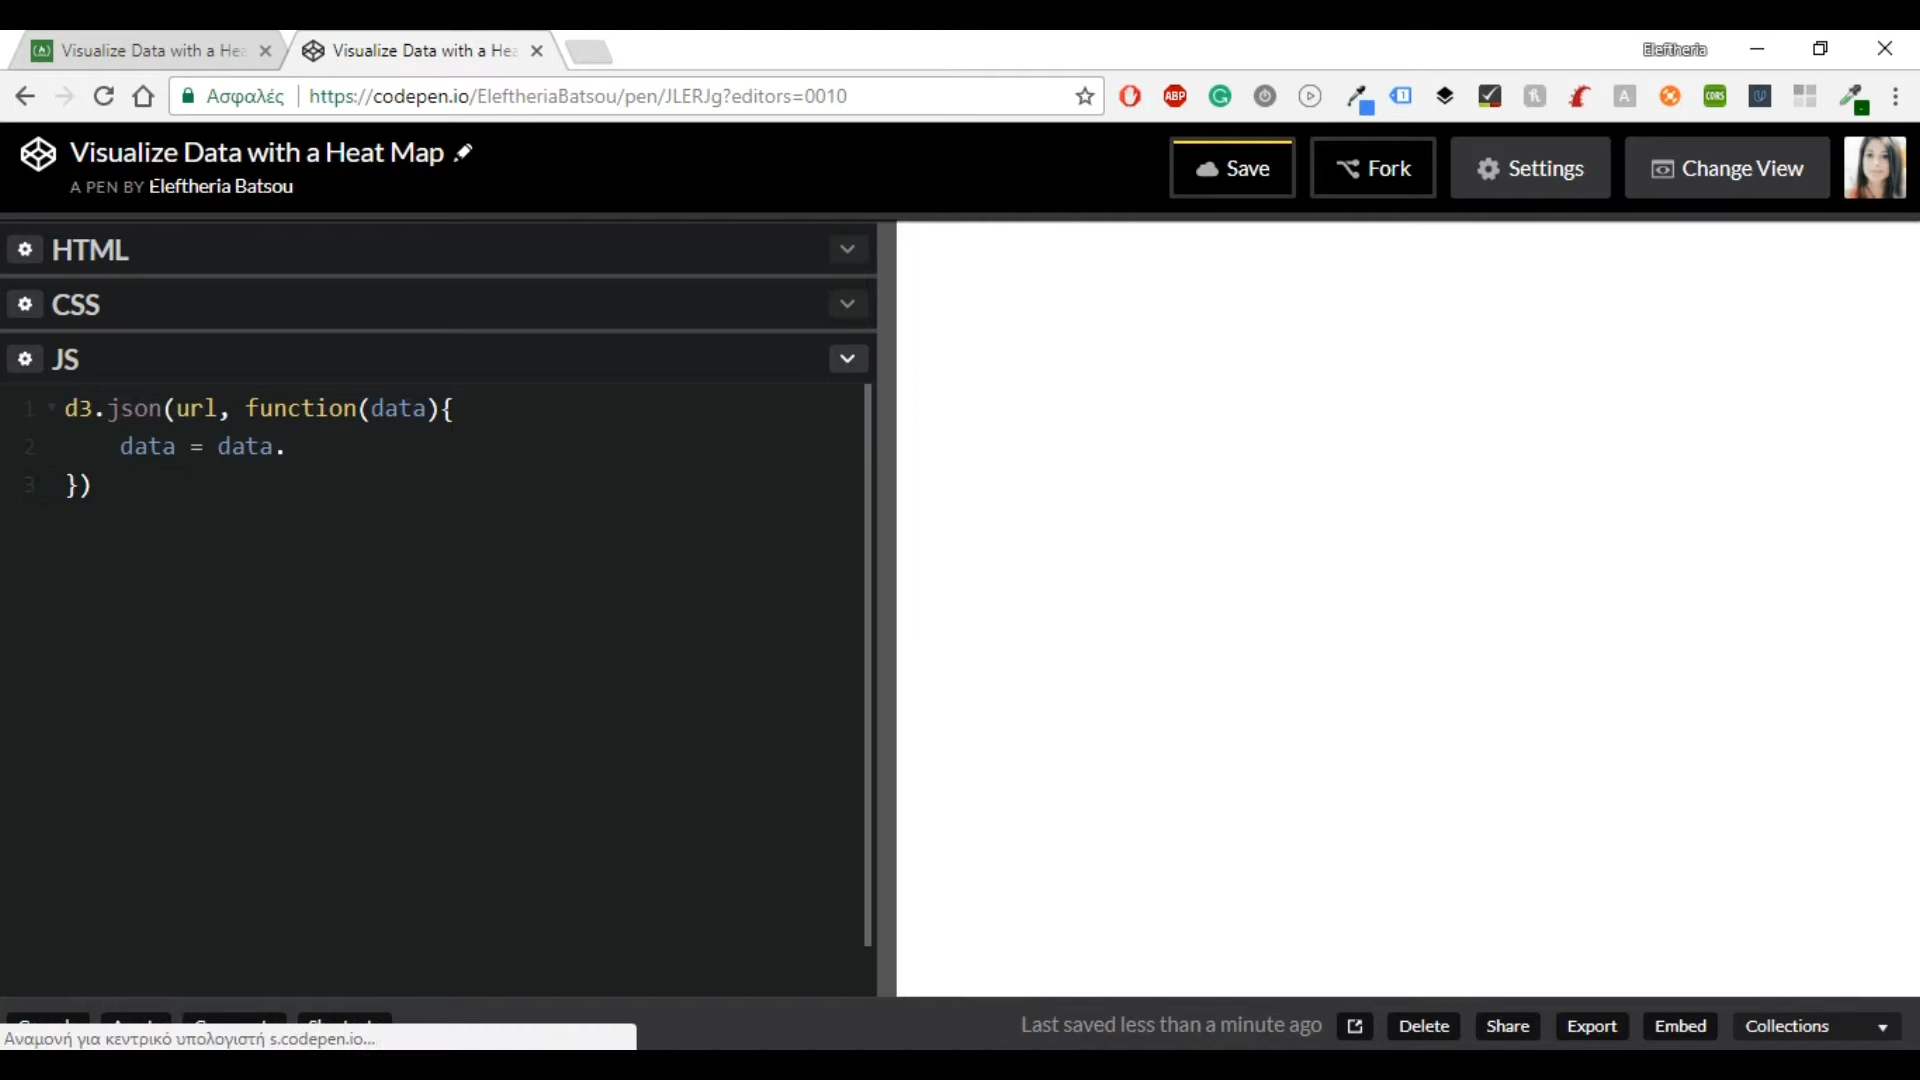 Visualize Data with a Hea
Visualize Data with a Hea
Eleftheria
Ασφαλές
https://codepen.io/EleftheriaBatsou/pen/JLERJg?editors=0010
ABP
CORS
Visualize Data with a Heat Map
A PEN BY Eleftheria Batsou
Save
Fork
Settings
Change View
HTML
CSS
JS
1 d3.json(url, function(data){
2 data = data.
3 })
Last saved less than a minute ago
Delete
Share
Export
Embed
Collections
Αναμονή για κεντρικό υπολογιστή s.codepen.io...